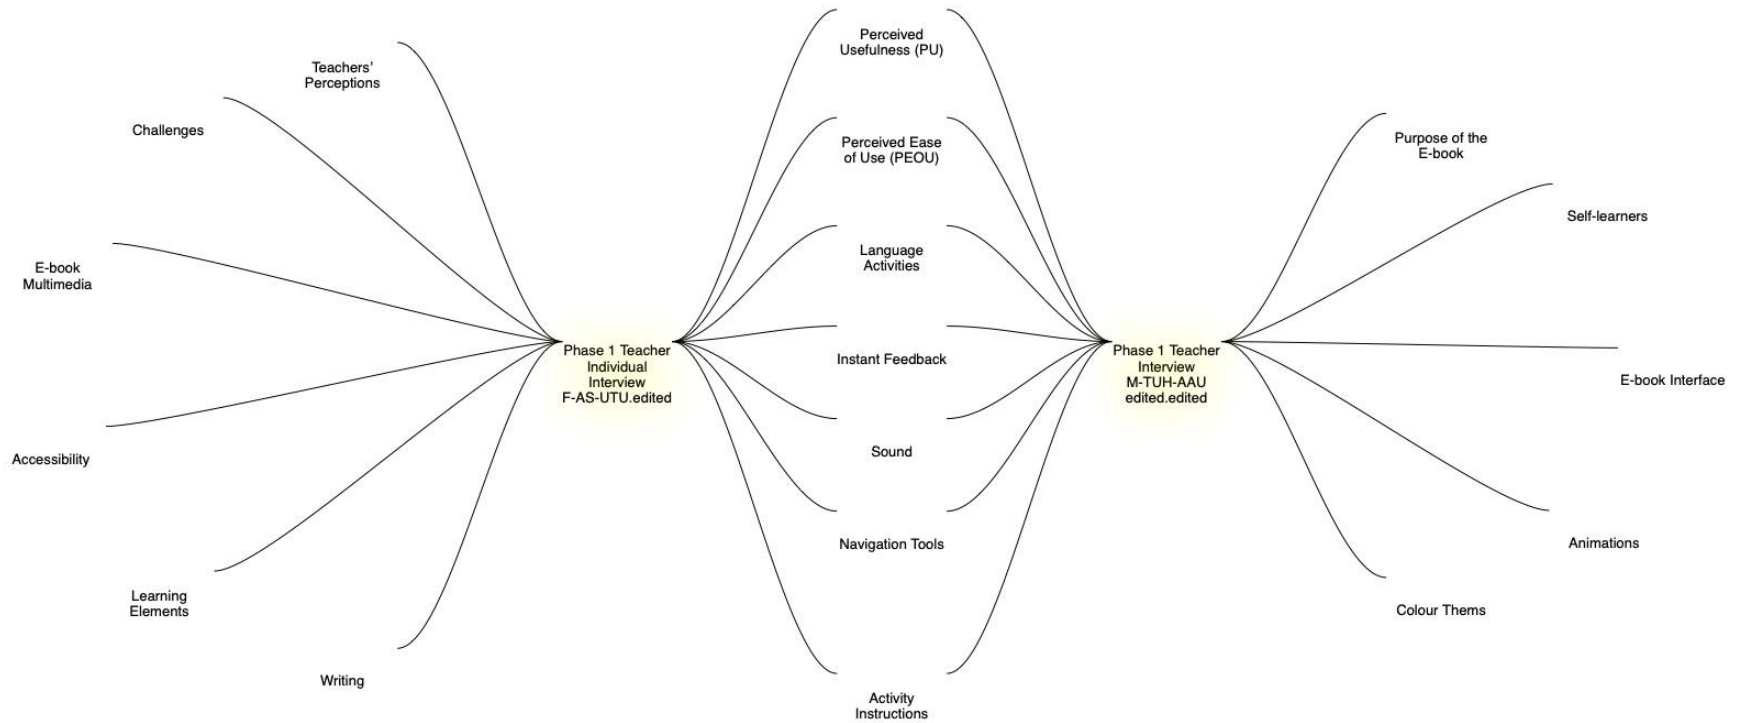 Teachers’
Perceptions
Challenges
E-book
Multimedia
Accessibility
Learning
Elements
Writing
Phase 1 Teacher
Individual
Interview
F-AS-UTU.edited
Perceived
Usefulness (PU)
Perceived Ease
of Use (PEOU)
Language
Activities
Instant Feedback
Sound
Navigation Tools
Activity
Instructions
Phase 1 Teacher
Interview
M-TUH-AAU
edited.edited
Purpose of the
E-book
Self-learners
E-book Interface
Animations
Colour Thems